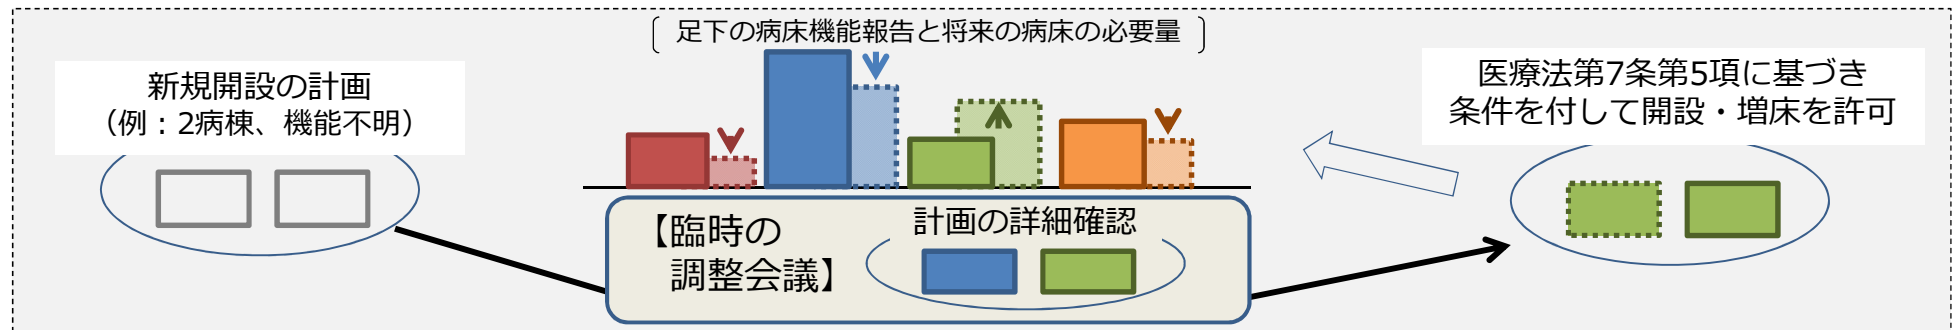 〔 足下の病床機能報告と将来の病床の必要量 〕
新規開設の計画
（例：2病棟、機能不明）
【臨時の
調整会議】
計画の詳細確認
医療法第7条第5項に基づき
条件を付して開設・増床を許可